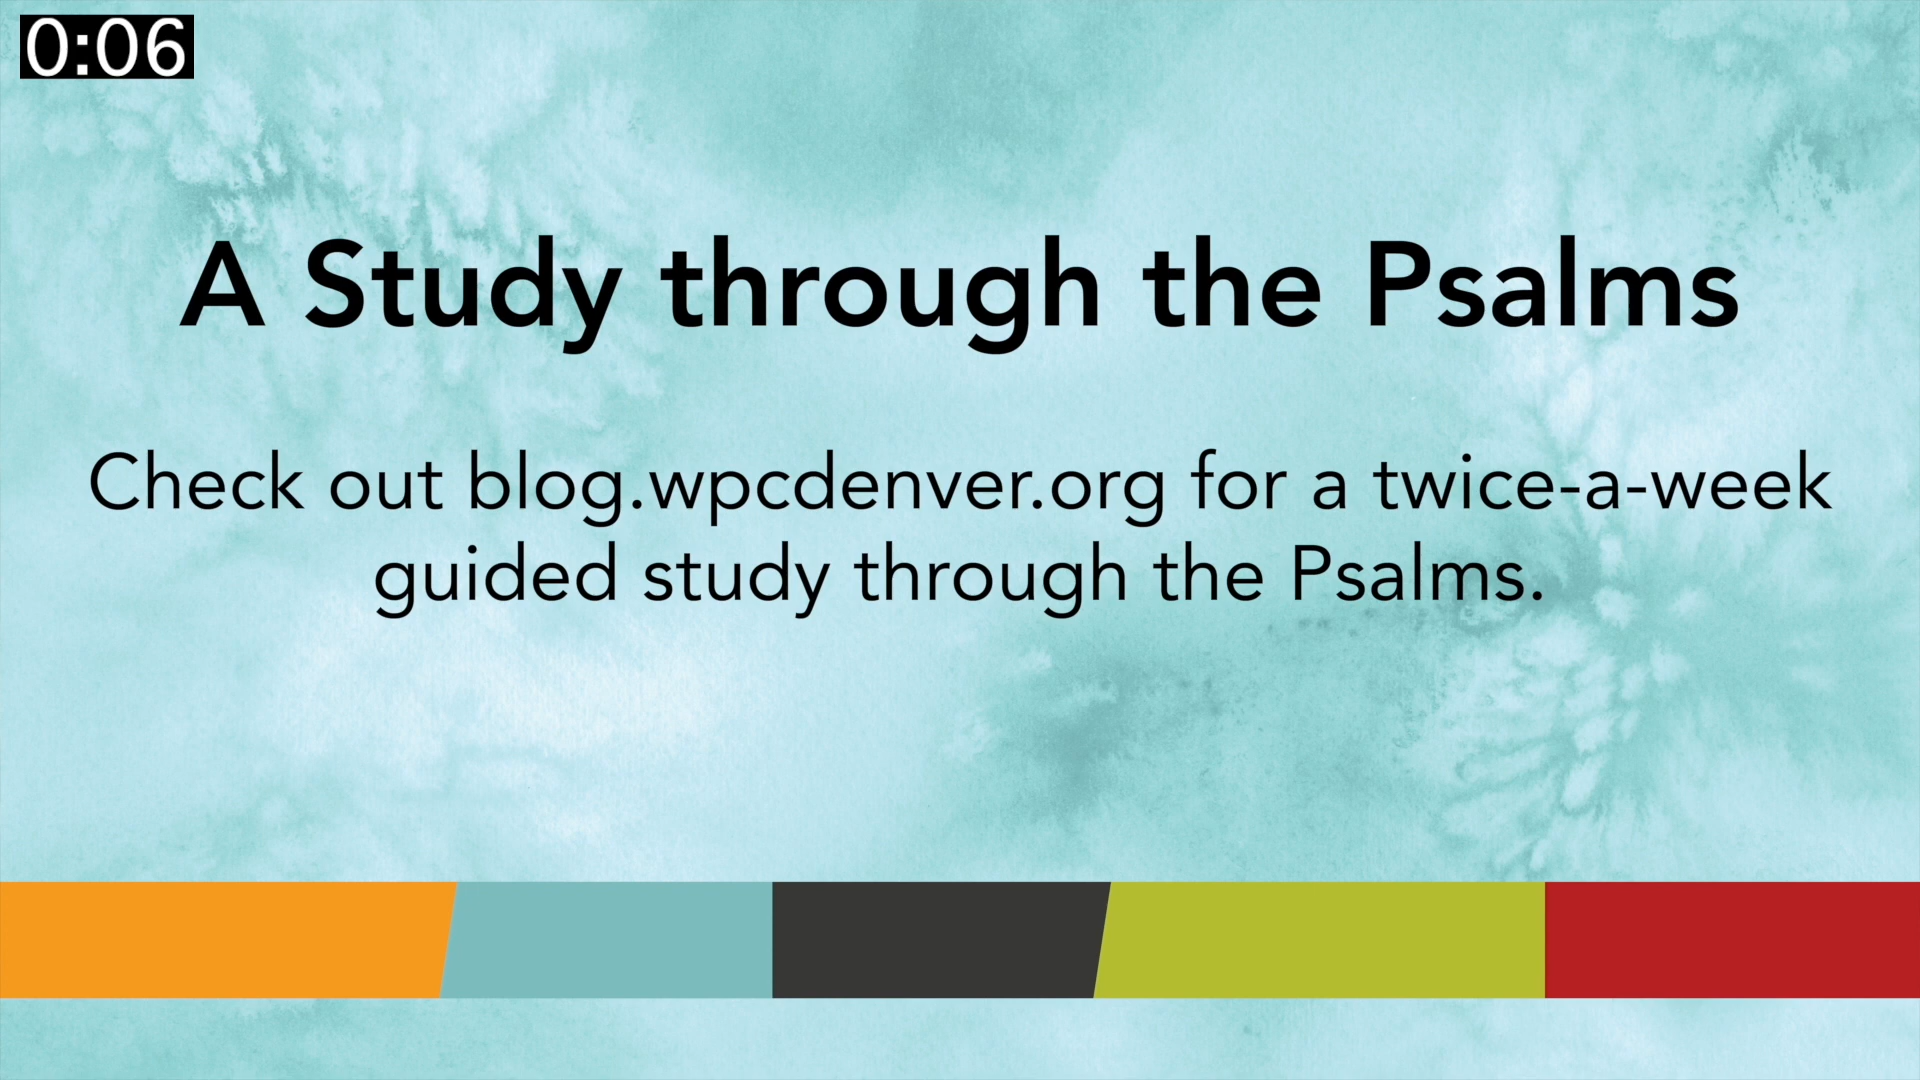 0:06
A Study through the Psalms
Check out blog.wpcdenver.org for a twice-a-week
guided study through the Psalms.